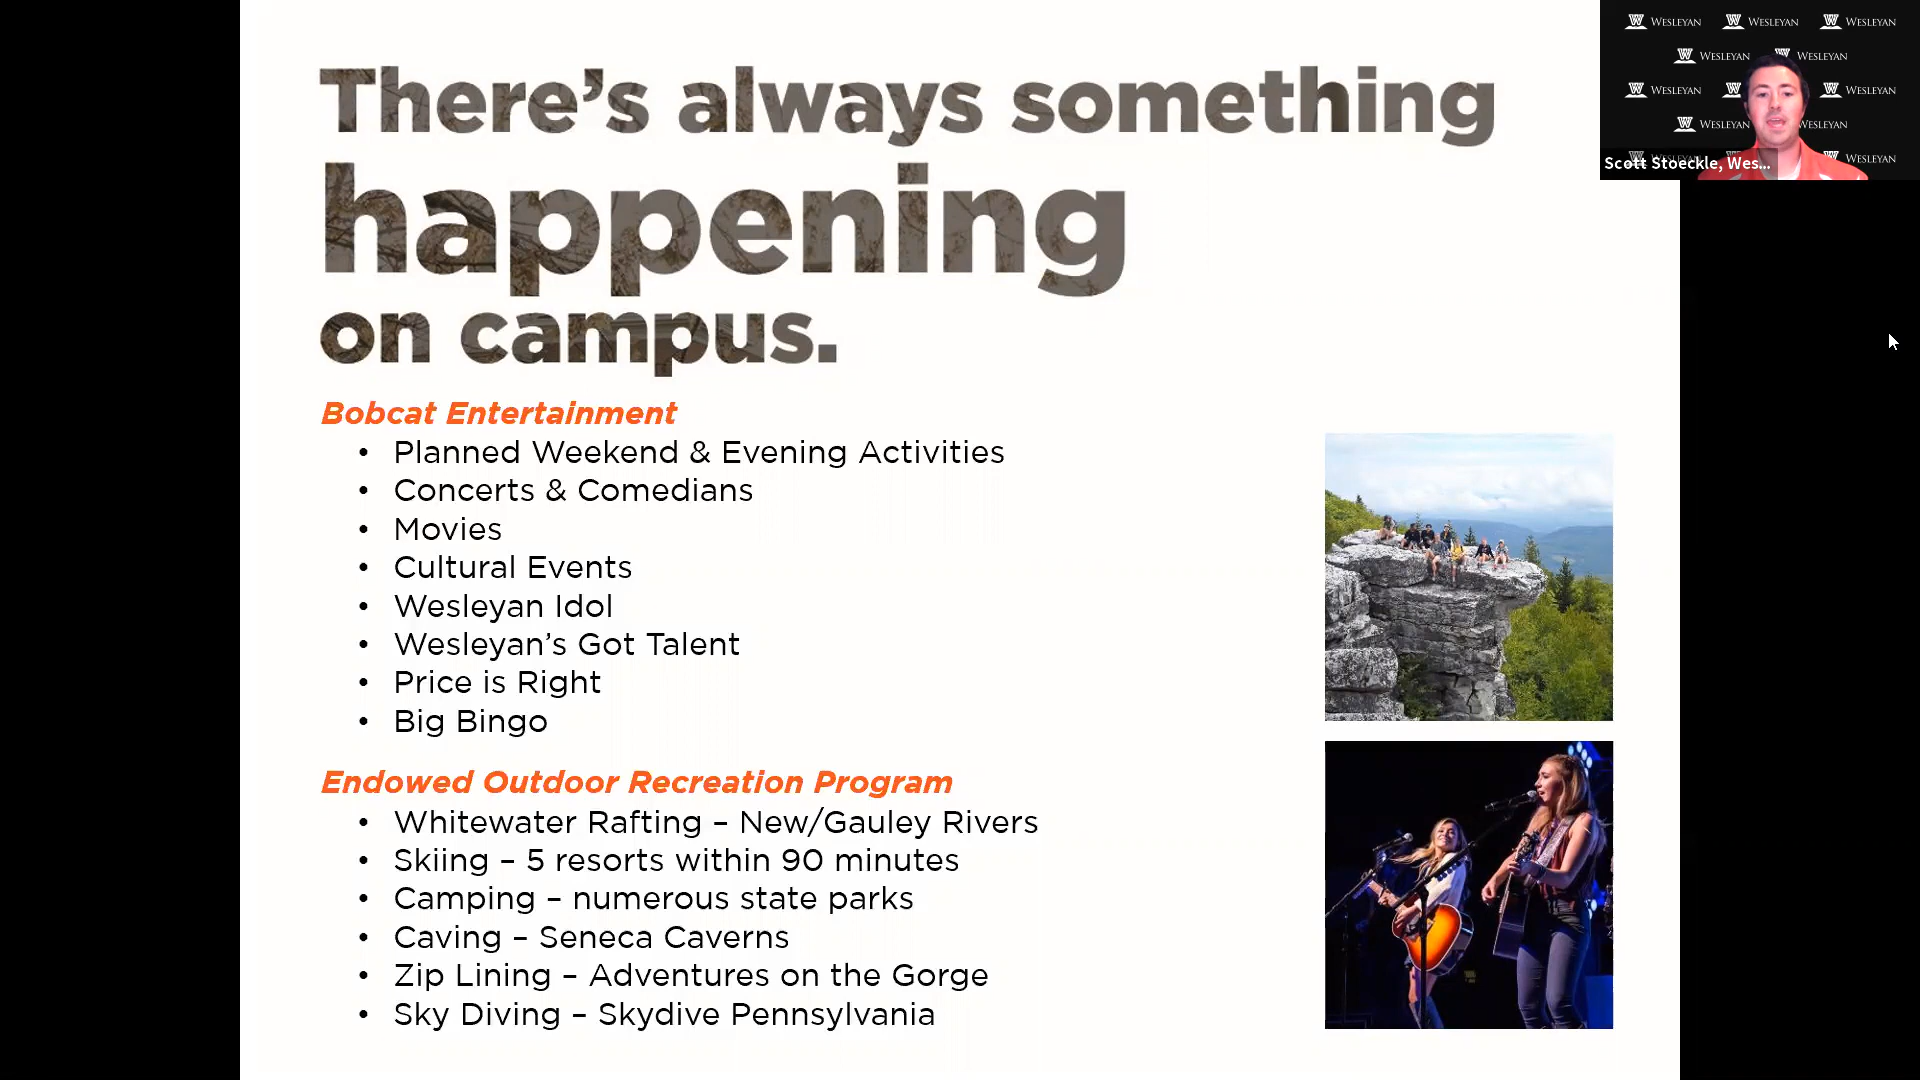 There’s always something
happening
on campus.
Bobcat Entertainment
• Planned Weekend & Evening Activities
• Concerts & Comedians
• Movies
• Cultural Events
• Wesleyan Idol
• Wesleyan’s Got Talent
• Price is Right
• Big Bingo
Endowed Outdoor Recreation Program
• Whitewater Rafting – New/Gauley Rivers
• Skiing – 5 resorts within 90 minutes
• Camping – numerous state parks
• Caving – Seneca Caverns
• Zip Lining – Adventures on the Gorge
• Sky Diving – Skydive Pennsylvania
WESLEYAN WESLEYAN WESLEYAN
WESLEYAN WESLEYAN
WESLEYAN WESLEYAN
WESLEYAN WESLEYAN
WESLEYAN
Scott Stoeckle, Wes...